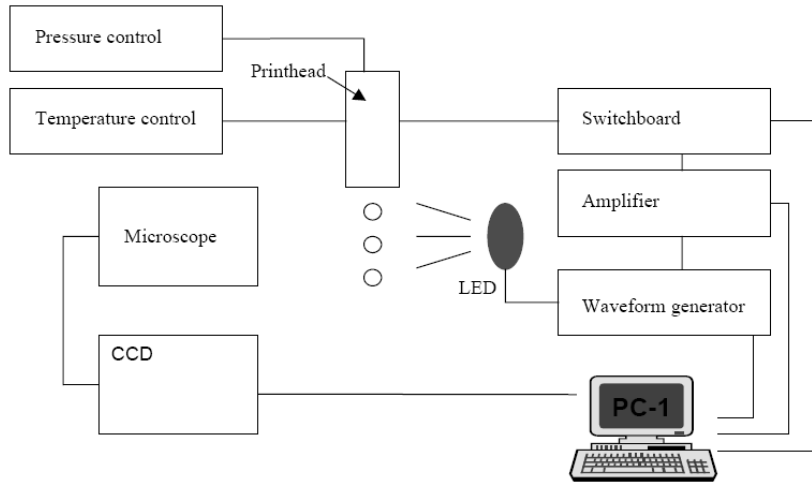 Pressure control
Printhead
Temperature control
Switchboard
Microscope
Amplifier
LED
Waveform generator
CCD
PC-1